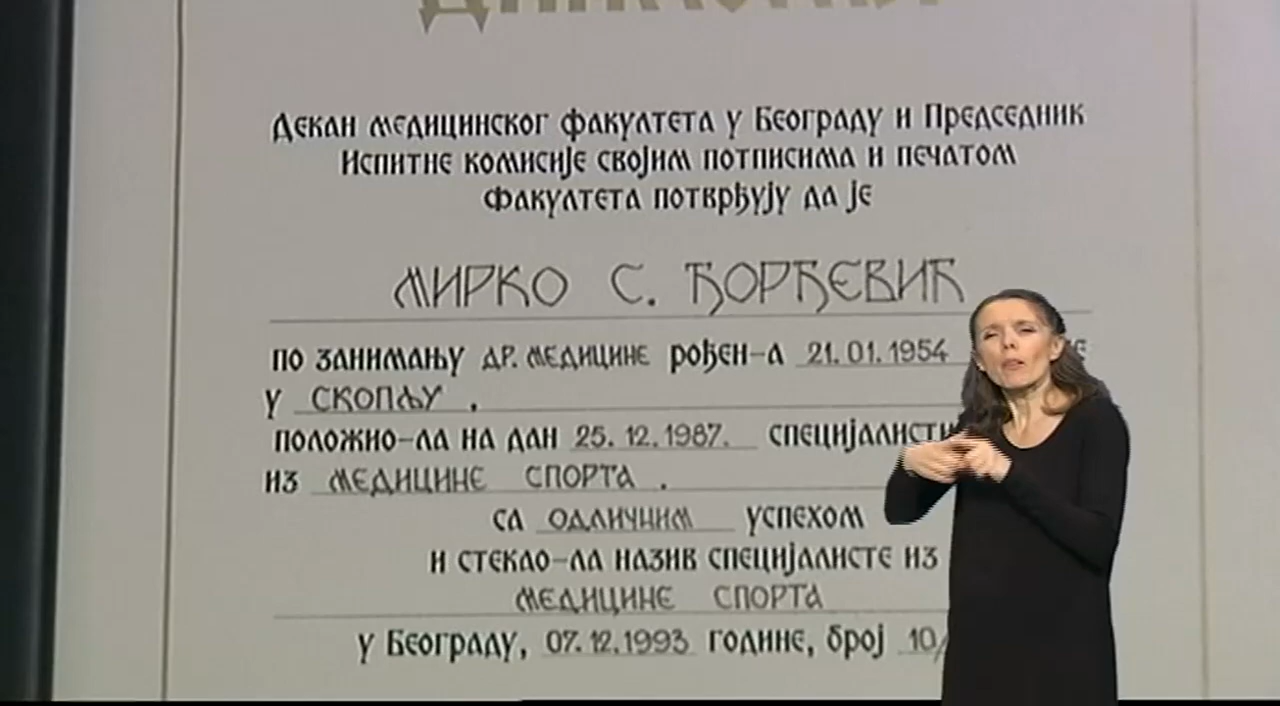 Декан медицинског факултета у Београду и Председник
Испитне комисије својим потписима и печатом
Факултета потврђују да је
МИРКО С. ЂОРЂЕВИЋ
по занимању ДР. МЕДИЦИНЕ рођен-а 21.01.1954
у СКОПЉУ .
положио-ла на дан 25.12.1987. специјалисти
из МЕДИЦИНЕ СПОРТА .
са ОДЛИЧНИМ успехом
и стекао-ла назив специјалисте из
МЕДИЦИНЕ СПОРТА
у Београду, 07.12.1993 године, број 10/